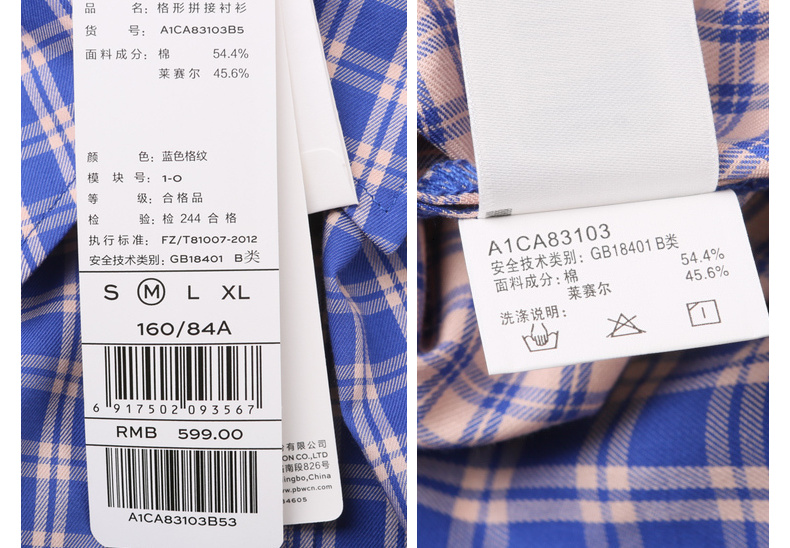 品 名：格形拼接衬衫
货 号：A1CA83103B5
面料成分：棉 54.4%
莱赛尔 45.6%
颜 色：蓝色格纹
模 块 号：1-O
等 级：合格品
检 验：检 244 合格
执行标准：FZ/T81007-2012
安全技术类别：GB18401 B类
S M L XL
160/84A
6 917502 093567
RMB 599.00
A1CA83103B53
有限公司
ON CO.,LTD
南段826号
ingbo,China
www.pbwcn.com
84605
A1CA83103
安全技术类别：GB18401 B类
面料成分：棉 54.4%
莱赛尔 45.6%
洗涤说明：